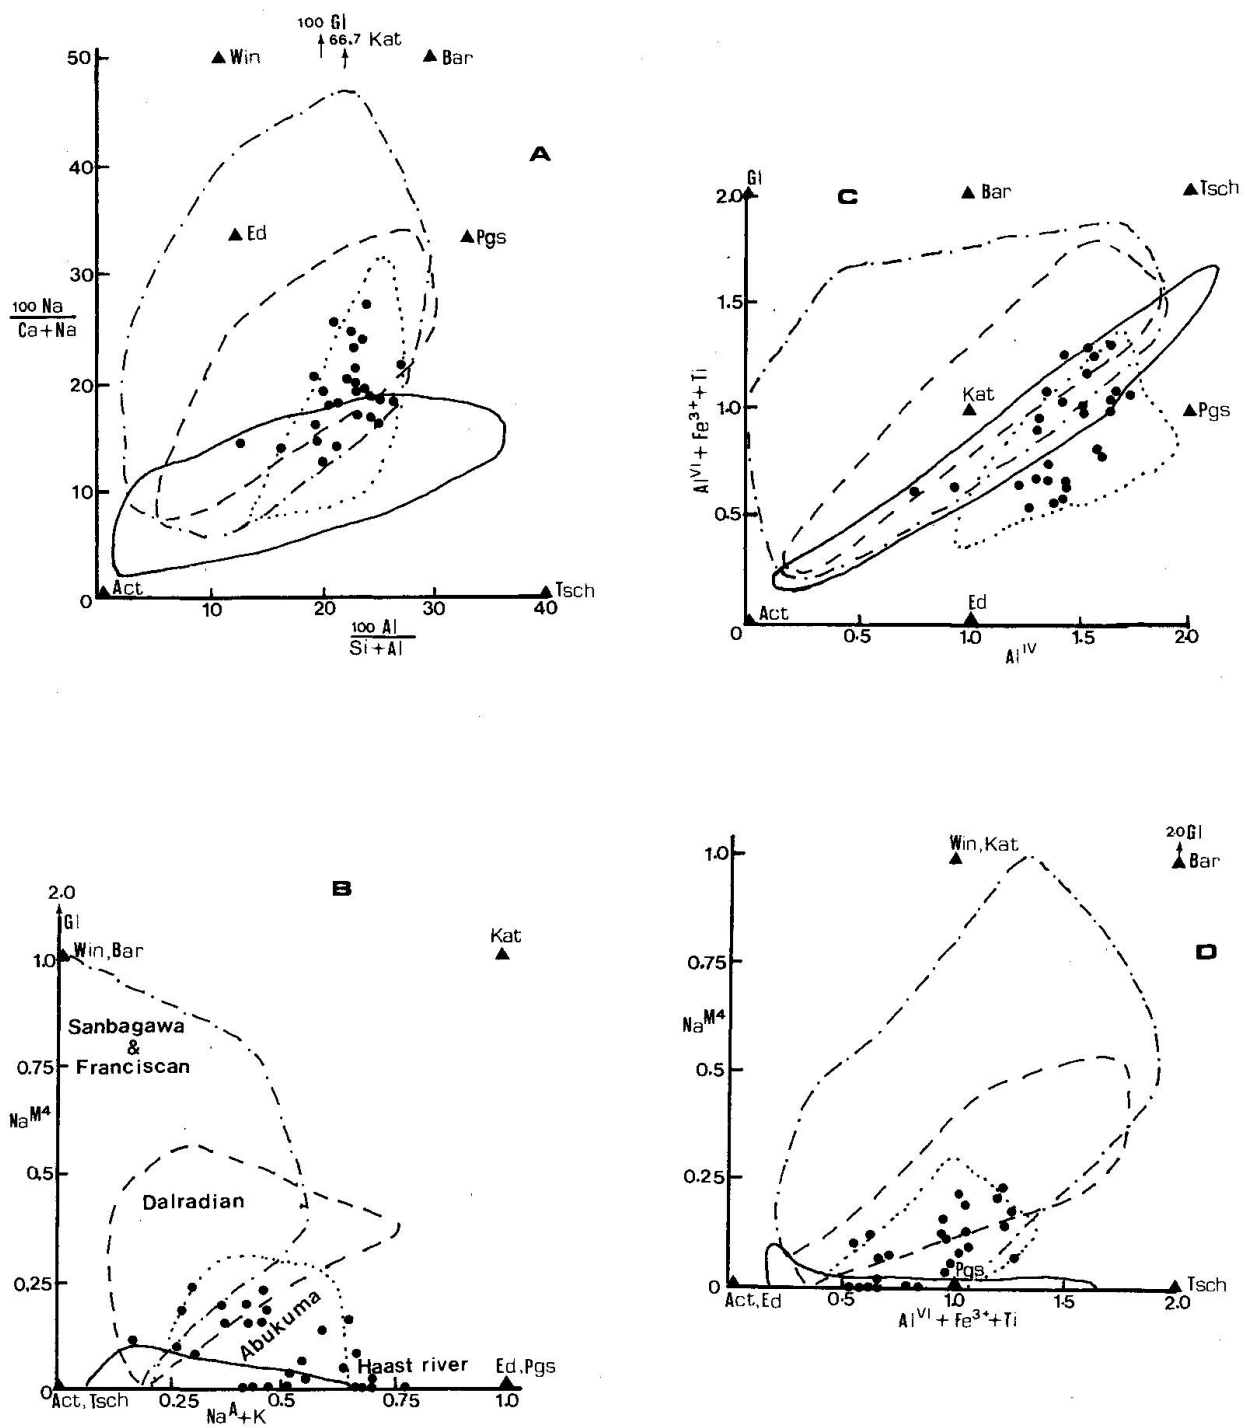 100 Gl
66.7 Kat
50
Win
Bar
A
40
Ed
Pgs
30
100 Na
Ca+Na
20
10
Act
Tsch
0
10
20
30
40
100 Al
Si+Al
Gl
2.0
C
Bar
Tsch
1.5
Al^VI + Fe^3+ + Ti
Kat
1.0
Pgs
0.5
Act
Ed
0
0.5
1.0
1.5
2.0
Al^IV
B
2.0
Gl
Win,Bar
Kat
1.0
Sanbagawa
&
Franciscan
0.75
Na^M4
0.5
Dalradian
0.25
Abukuma
Haast river
Ed,Pgs
0
Act,Tsch
0.25
0.5
0.75
1.0
Na^A+K
20Gl
Win,Kat
1.0
Bar
D
0.75
Na^M4
0.5
0.25
Pgs
0
Tsch
Act,Ed
0.5
1.0
1.5
2.0
Al^VI + Fe^3+ + Ti